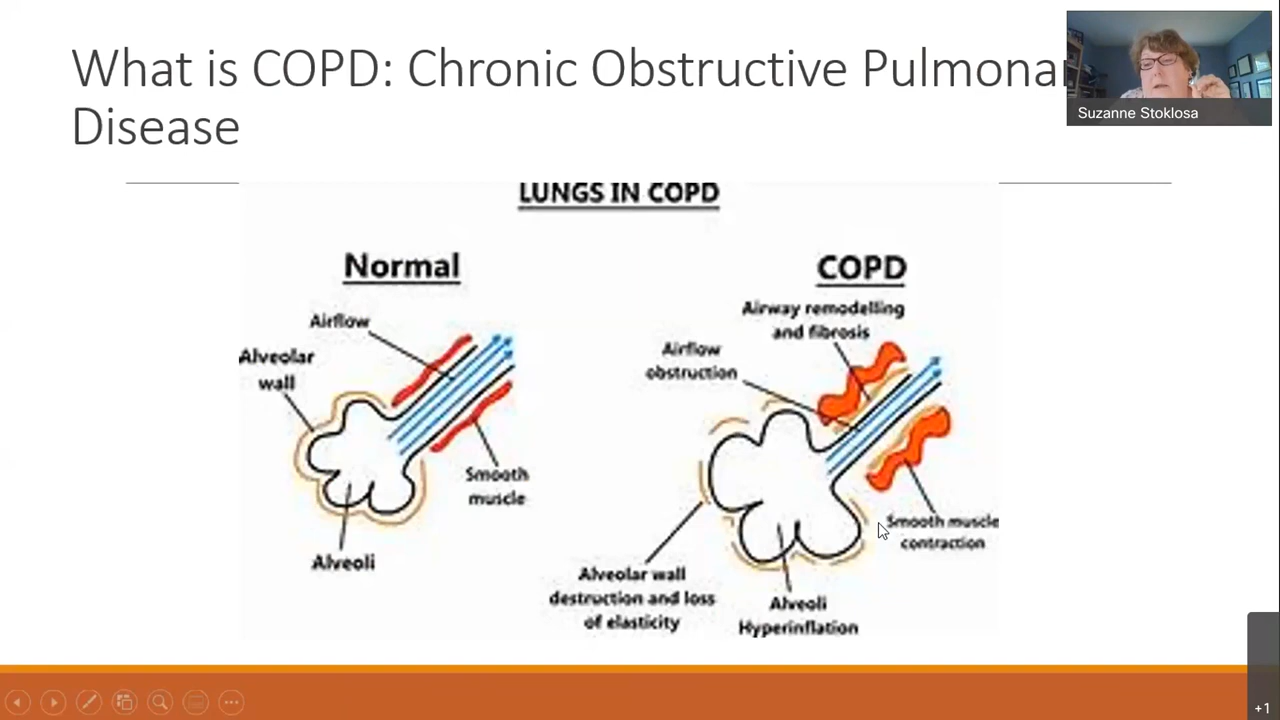 What is COPD: Chronic Obstructive Pulmonar
Disease
Suzanne Stoklosa
LUNGS IN COPD
Normal
Airflow
Alveolar
wall
Smooth
muscle
Alveoli
COPD
Airway remodelling
and fibrosis
Airflow
obstruction
Smooth muscle
contraction
Alveolar wall
destruction and loss
of elasticity
Alveoli
Hyperinflation
+1